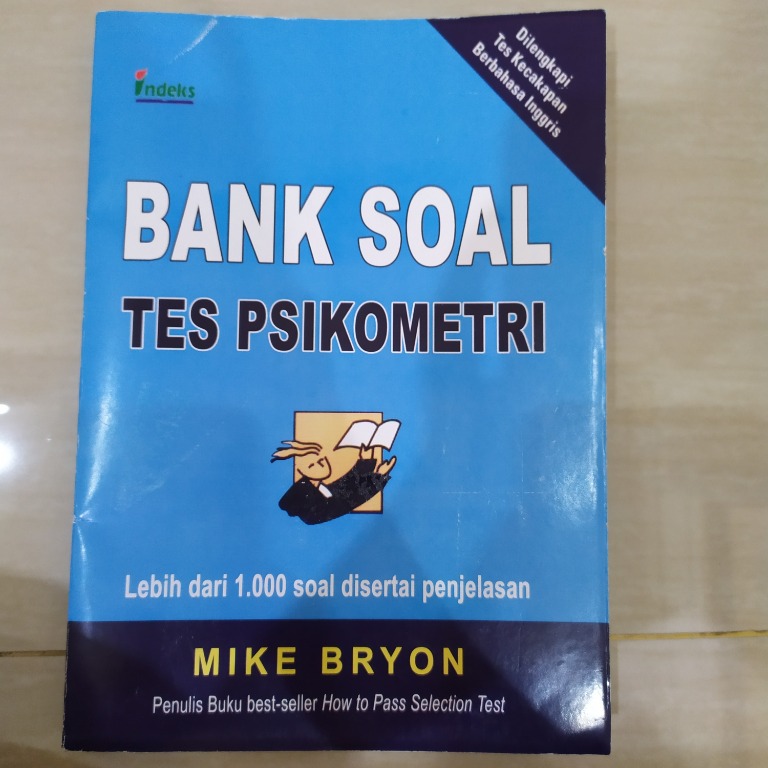 indeks
Dilengkapi
Tes Kecakapan
Berbahasa Inggris
BANK SOAL
TES PSIKOMETRI
Lebih dari 1.000 soal disertai penjelasan
MIKE BRYON
Penulis Buku best-seller How to Pass Selection Test